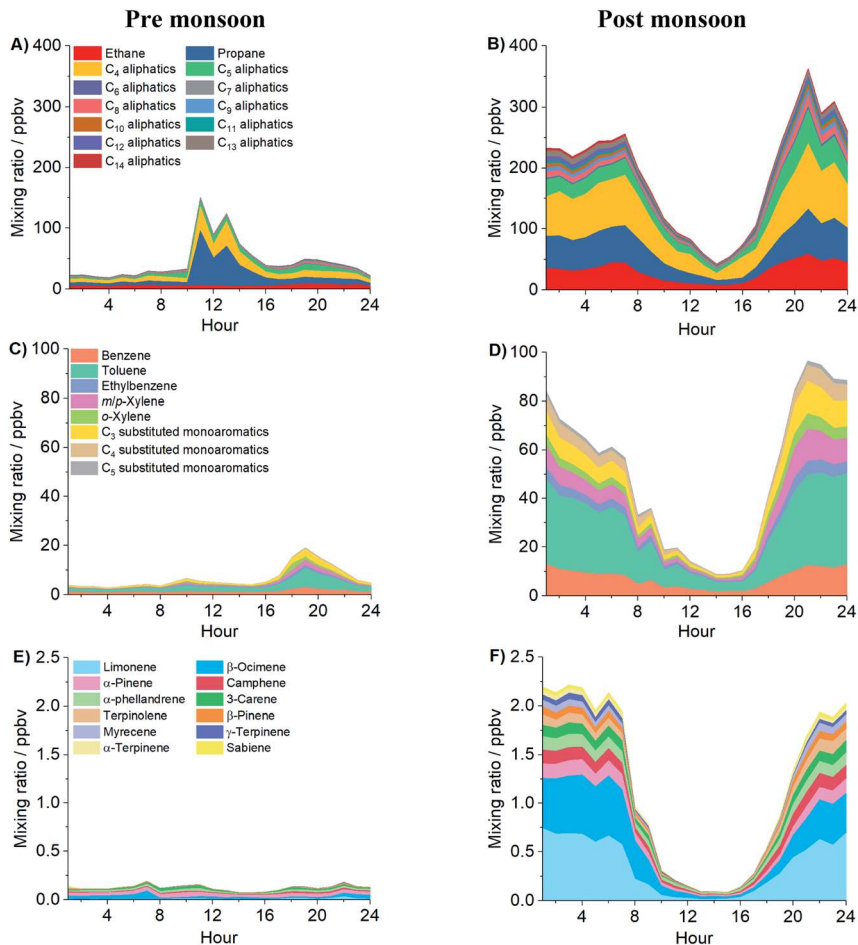 Pre monsoon
Post monsoon
A)
400
300
200
100
0
Mixing ratio / ppbv
Ethane
Propane
C4 aliphatics
C5 aliphatics
C6 aliphatics
C7 aliphatics
C8 aliphatics
C9 aliphatics
C10 aliphatics
C11 aliphatics
C12 aliphatics
C13 aliphatics
C14 aliphatics
4 8 12 16 20 24
Hour
B)
400
300
200
100
0
Mixing ratio / ppbv
4 8 12 16 20 24
Hour
C)
100
80
60
40
20
0
Mixing ratio / ppbv
Benzene
Toluene
Ethylbenzene
m/p-Xylene
o-Xylene
C3 substituted monoaromatics
C4 substituted monoaromatics
C5 substituted monoaromatics
4 8 12 16 20 24
Hour
D)
100
80
60
40
20
0
Mixing ratio / ppbv
4 8 12 16 20 24
Hour
E)
2.5
2.0
1.5
1.0
0.5
0.0
Mixing ratio / ppbv
Limonene
β-Ocimene
α-Pinene
Camphene
α-phellandrene
3-Carene
Terpinolene
β-Pinene
Myrecene
γ-Terpinene
α-Terpinene
Sabiene
4 8 12 16 20 24
Hour
F)
2.5
2.0
1.5
1.0
0.5
0.0
Mixing ratio / ppbv
4 8 12 16 20 24
Hour